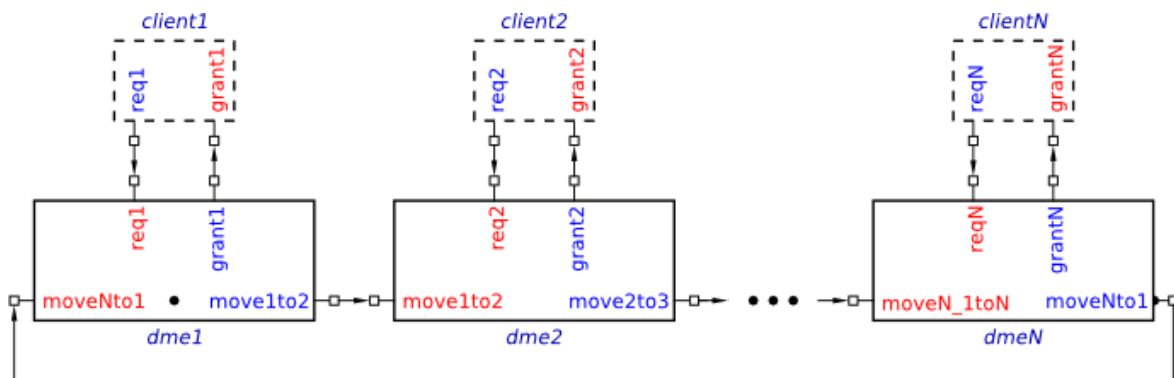 client1
client2
clientN
req1
grant1
req2
grant2
reqN
grantN
req1
grant1
req2
grant2
reqN
grantN
moveNto1
move1to2
move1to2
move2to3
moveN_1toN
moveNto1
dme1
dme2
dmeN